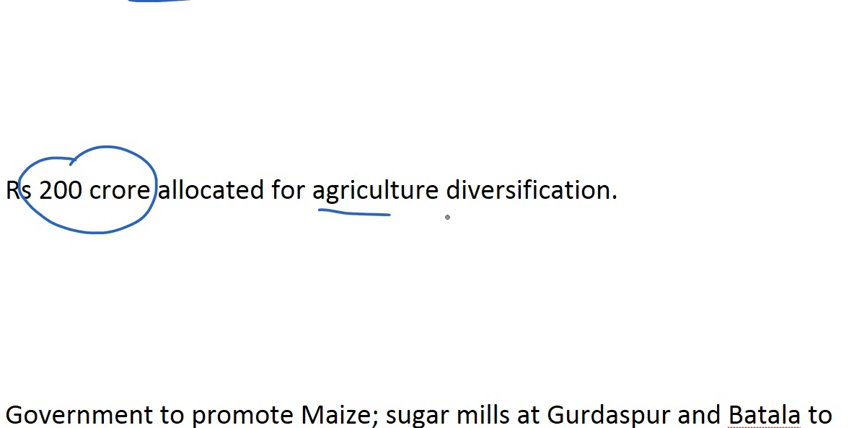 Rs 200 crore allocated for agriculture diversification.
Government to promote Maize; sugar mills at Gurdaspur and Batala to